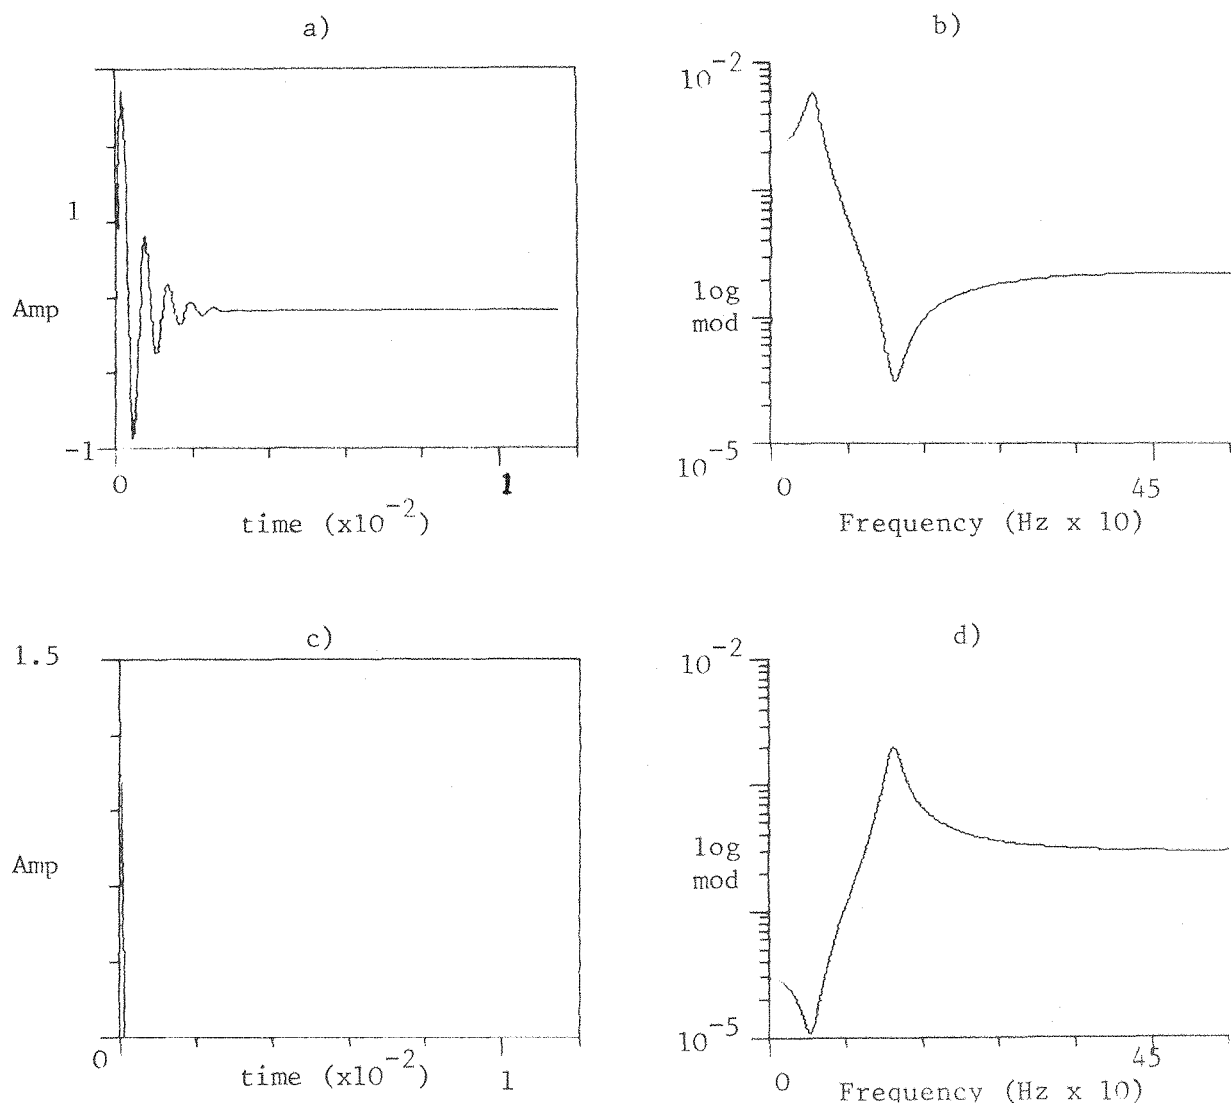 a)
1
Amp
-1
0
1
time (x10^-2)
b)
10^-2
log
mod
10^-5
0
45
Frequency (Hz x 10)
c)
1.5
Amp
0
time (x10^-2)
1
d)
10^-2
log
mod
10^-5
0
45
Frequency (Hz x 10)